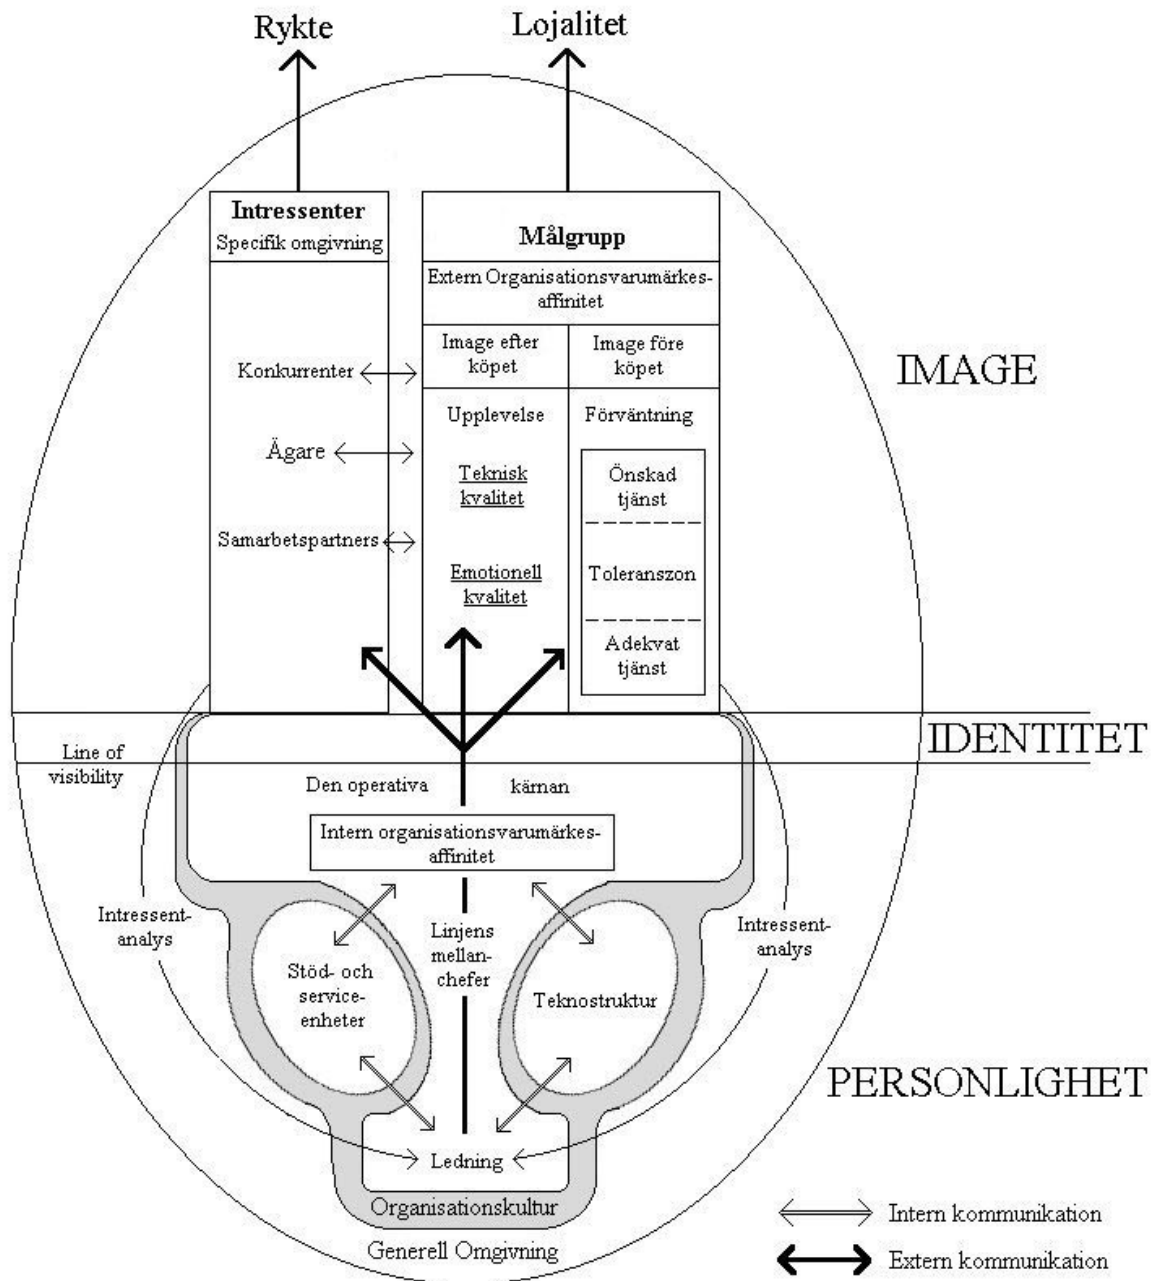 Rykte
Lojalitet
Intressenter
Specifik omgivning
Konkurrenter
Ägare
Samarbetspartners
Målgrupp
Extern Organisationsvarumärkes-
affinitet
Image efter
köpet
Image före
köpet
Upplevelse
Förväntning
Teknisk
kvalitet
Emotionell
kvalitet
Önskad
tjänst
Toleranszon
Adekvat
tjänst
IMAGE
IDENTITET
Line of
visibility
Den operativa kärnan
Intern organisationsvarumärkes-
affinitet
Intressent-
analys
Linjens
mellan-
chefer
Intressent-
analys
Stöd- och
service-
enheter
Teknostruktur
PERSONLIGHET
Ledning
Organisationskultur
Generell Omgivning
Intern kommunikation
Extern kommunikation